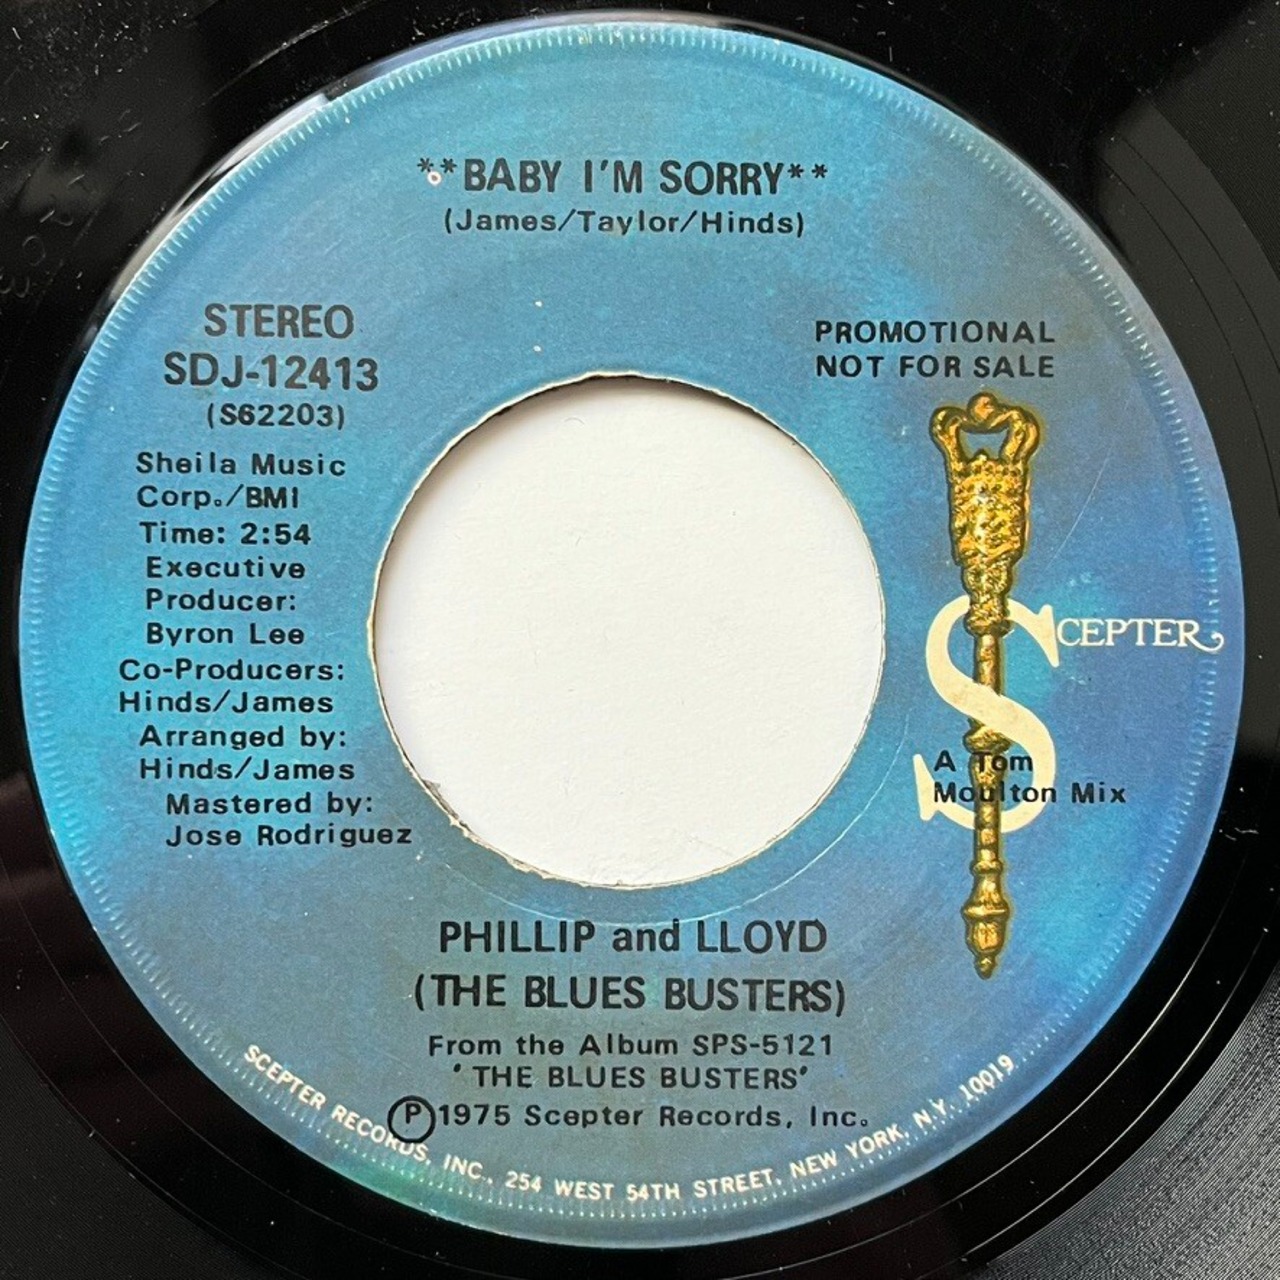 **BABY I'M SORRY**
(James/Taylor/Hinds)
STEREO
SDJ-12413
(S62203)
PROMOTIONAL
NOT FOR SALE
Sheila Music
Corp./BMI
Time: 2:54
Executive
Producer:
Byron Lee
Co-Producers:
Hinds/James
Arranged by:
Hinds/James
Mastered by:
Jose Rodriguez
SCEPTER
A Tom
Moulton Mix
PHILLIP and LLOYD
(THE BLUES BUSTERS)
From the Album SPS-5121
'THE BLUES BUSTERS'
Ⓟ1975 Scepter Records, Inc.
SCEPTER RECORDS, INC., 254 WEST 54TH STREET, NEW YORK, N.Y. 10019